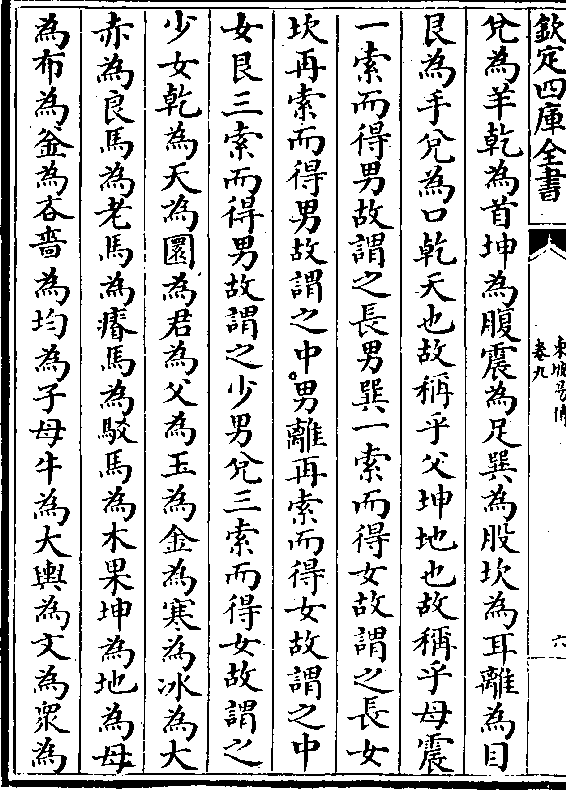 欽定四庫全書
東坡易傳
卷九
六
兌為羊乾為首坤為腹震為足巽為股坎為耳離為目
艮為手兌為口乾天也故稱乎父坤地也故稱乎母震
一索而得男故謂之長男巽一索而得女故謂之長女
坎再索而得男故謂之中男離再索而得女故謂之中
女艮三索而得男故謂之少男兌三索而得女故謂之
少女乾為天為圜為君為父為玉為金為寒為冰為大
赤為良馬為老馬為瘠馬為駁馬為木果坤為地為母
為布為釡為吝嗇為均為子母牛為大輿為文為衆為